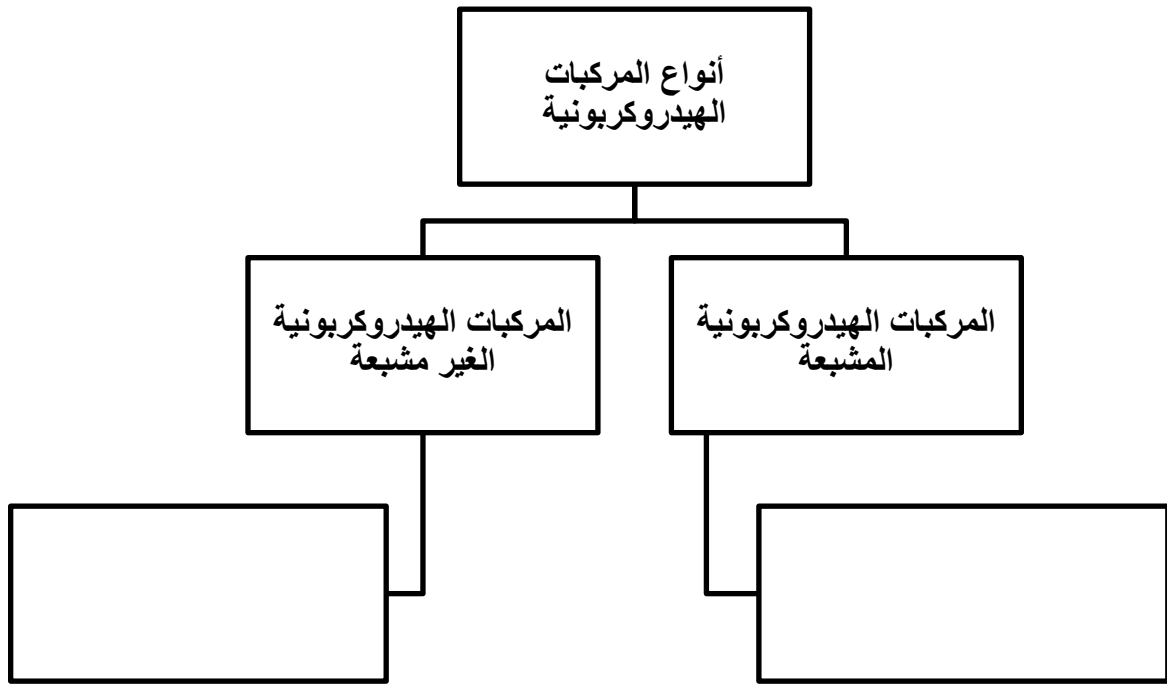 أنواع المركبات
الهيدروكربونية
المركبات الهيدروكربونية
المشبعة
المركبات الهيدروكربونية
الغير مشبعة